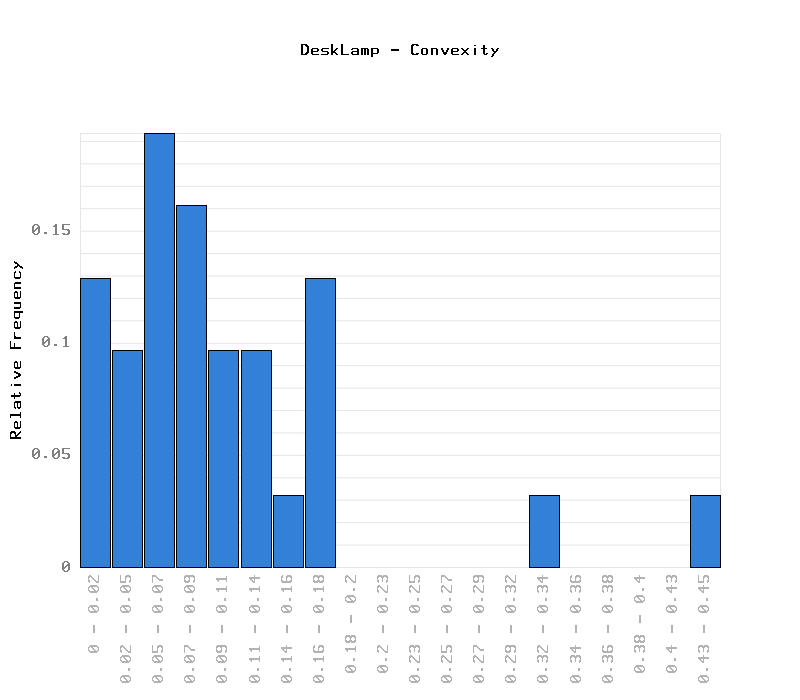 DeskLamp - Convexity
Relative Frequency
0.15
0.1
0.05
0
0 - 0.02
0.02 - 0.05
0.05 - 0.07
0.07 - 0.09
0.09 - 0.11
0.11 - 0.14
0.14 - 0.16
0.16 - 0.18
0.18 - 0.2
0.2 - 0.23
0.23 - 0.25
0.25 - 0.27
0.27 - 0.29
0.29 - 0.32
0.32 - 0.34
0.34 - 0.36
0.36 - 0.38
0.38 - 0.4
0.4 - 0.43
0.43 - 0.45